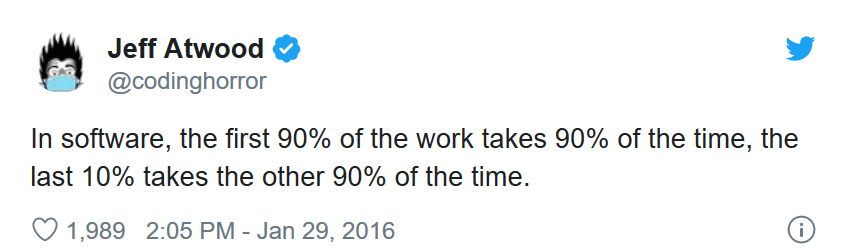 Jeff Atwood
@codinghorror
In software, the first 90% of the work takes 90% of the time, the
last 10% takes the other 90% of the time.
1,989 2:05 PM - Jan 29, 2016